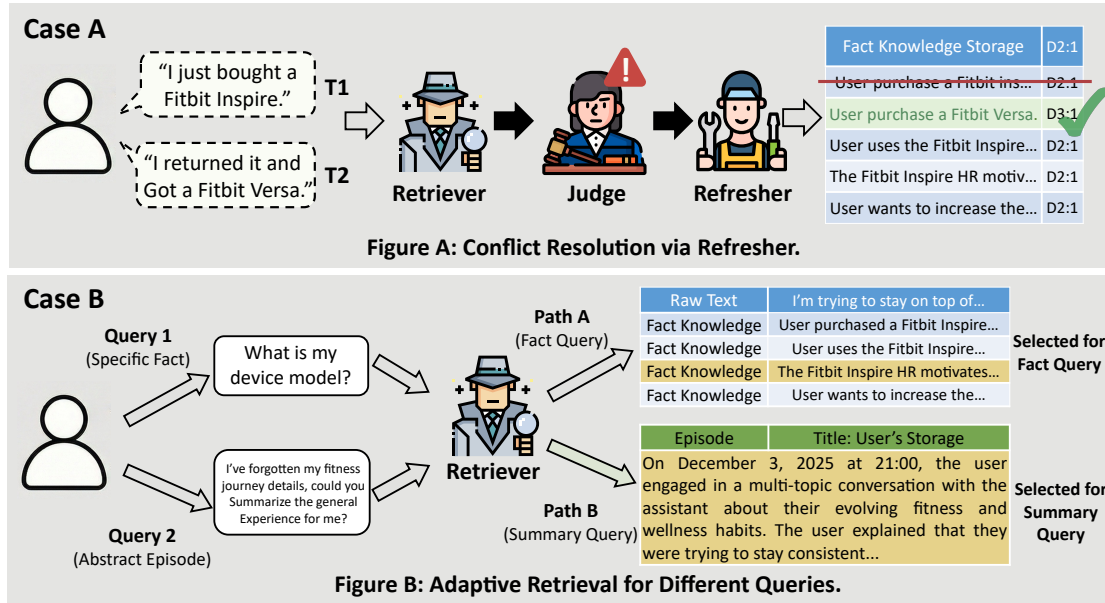 Case A
“I just bought a
Fitbit Inspire.”
T1
“I returned it and
Got a Fitbit Versa.”
T2
Retriever
Judge
Refresher
Fact Knowledge Storage D2:1
User purchase a Fitbit ins... D2:1
User purchase a Fitbit Versa. D3:1
User uses the Fitbit Inspire... D2:1
The Fitbit Inspire HR motiv... D2:1
User wants to increase the... D2:1
Figure A: Conflict Resolution via Refresher.
Case B
Query 1
(Specific Fact)
What is my
device model?
Query 2
(Abstract Episode)
I’ve forgotten my fitness
journey details, could you
Summarize the general
Experience for me?
Retriever
Path A
(Fact Query)
Raw Text I’m trying to stay on top of...
Fact Knowledge User purchased a Fitbit Inspire...
Fact Knowledge User uses the Fitbit Inspire...
Fact Knowledge The Fitbit Inspire HR motivates...
Fact Knowledge User wants to increase the...
Selected for
Fact Query
Path B
(Summary Query)
Episode Title: User’s Storage
On December 3, 2025 at 21:00, the user
engaged in a multi-topic conversation with the
assistant about their evolving fitness and
wellness habits. The user explained that they
were trying to stay consistent...
Selected for
Summary
Query
Figure B: Adaptive Retrieval for Different Queries.